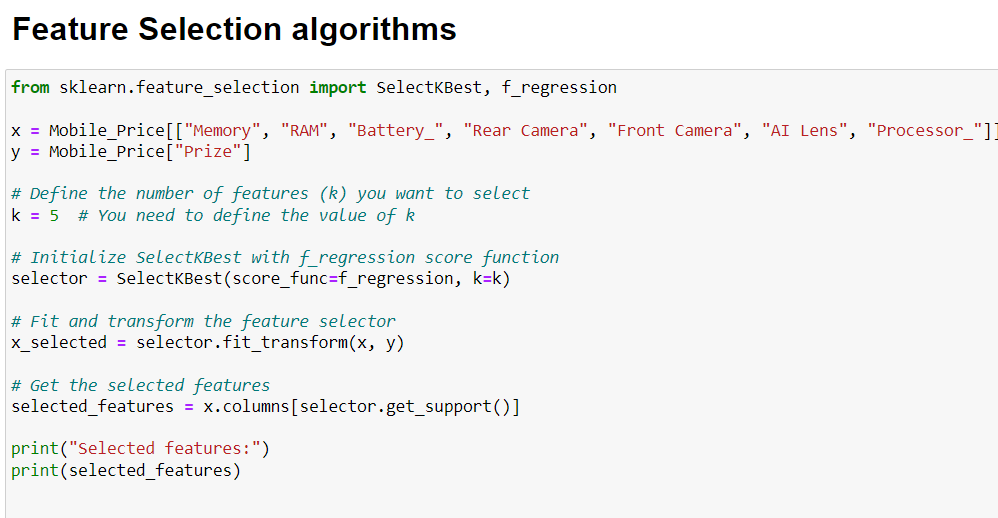 Feature Selection algorithms
from sklearn.feature_selection import SelectKBest, f_regression
x = Mobile_Price[["Memory", "RAM", "Battery_", "Rear Camera", "Front Camera", "AI Lens", "Processor_"]]
y = Mobile_Price["Prize"]
# Define the number of features (k) you want to select
k = 5  # You need to define the value of k
# Initialize SelectKBest with f_regression score function
selector = SelectKBest(score_func=f_regression, k=k)
# Fit and transform the feature selector
x_selected = selector.fit_transform(x, y)
# Get the selected features
selected_features = x.columns[selector.get_support()]
print("Selected features:")
print(selected_features)